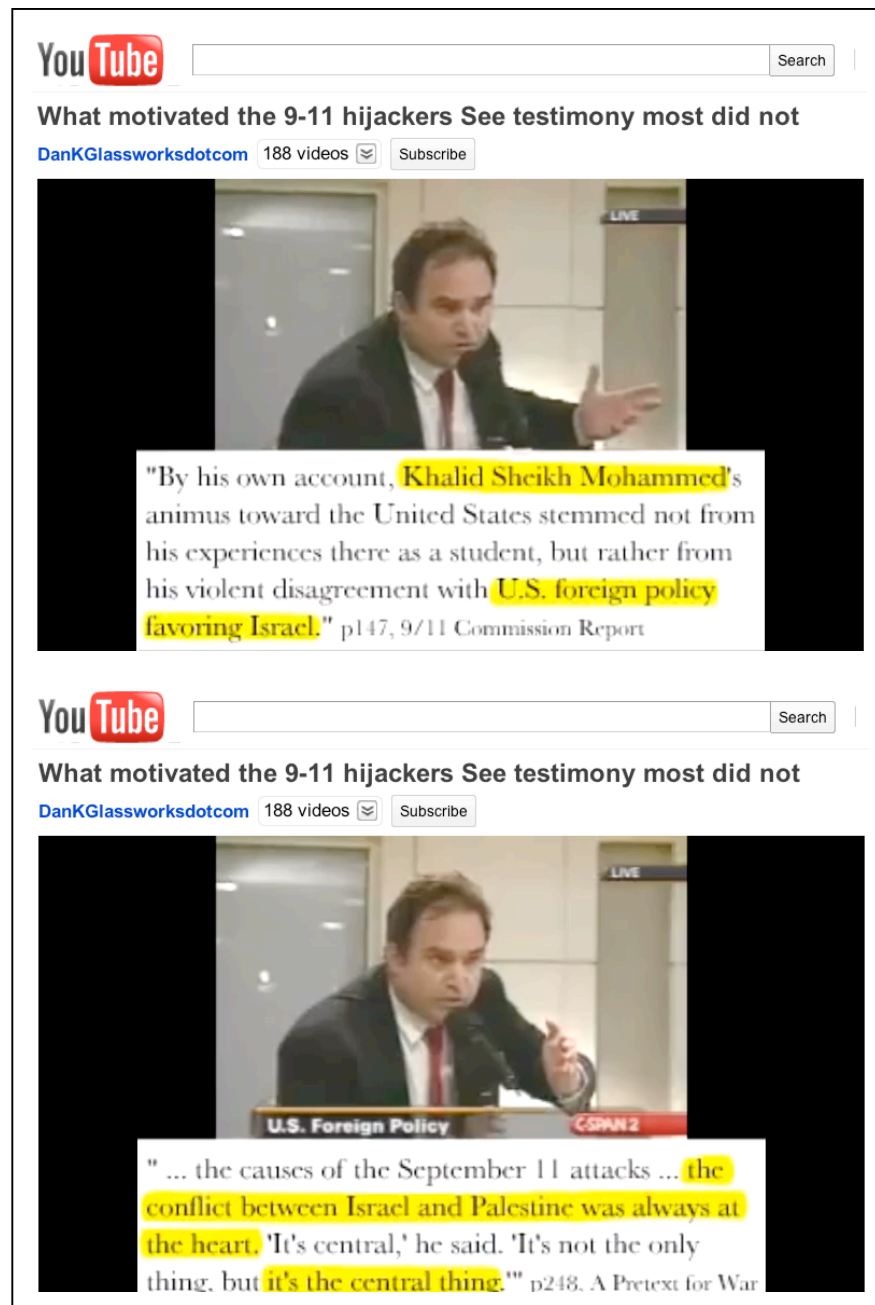 You Tube
Search
What motivated the 9-11 hijackers See testimony most did not
DanKGlassworksdotcom 188 videos Subscribe
LIVE
"By his own account, Khalid Sheikh Mohammed's
animus toward the United States stemmed not from
his experiences there as a student, but rather from
his violent disagreement with U.S. foreign policy
favoring Israel." p147, 9/11 Commission Report
You Tube
Search
What motivated the 9-11 hijackers See testimony most did not
DanKGlassworksdotcom 188 videos Subscribe
LIVE
U.S. Foreign Policy C-SPAN 2
" ... the causes of the September 11 attacks ... the
conflict between Israel and Palestine was always at
the heart. 'It's central,' he said. 'It's not the only
thing, but it's the central thing.'" p248, A Pretext for War